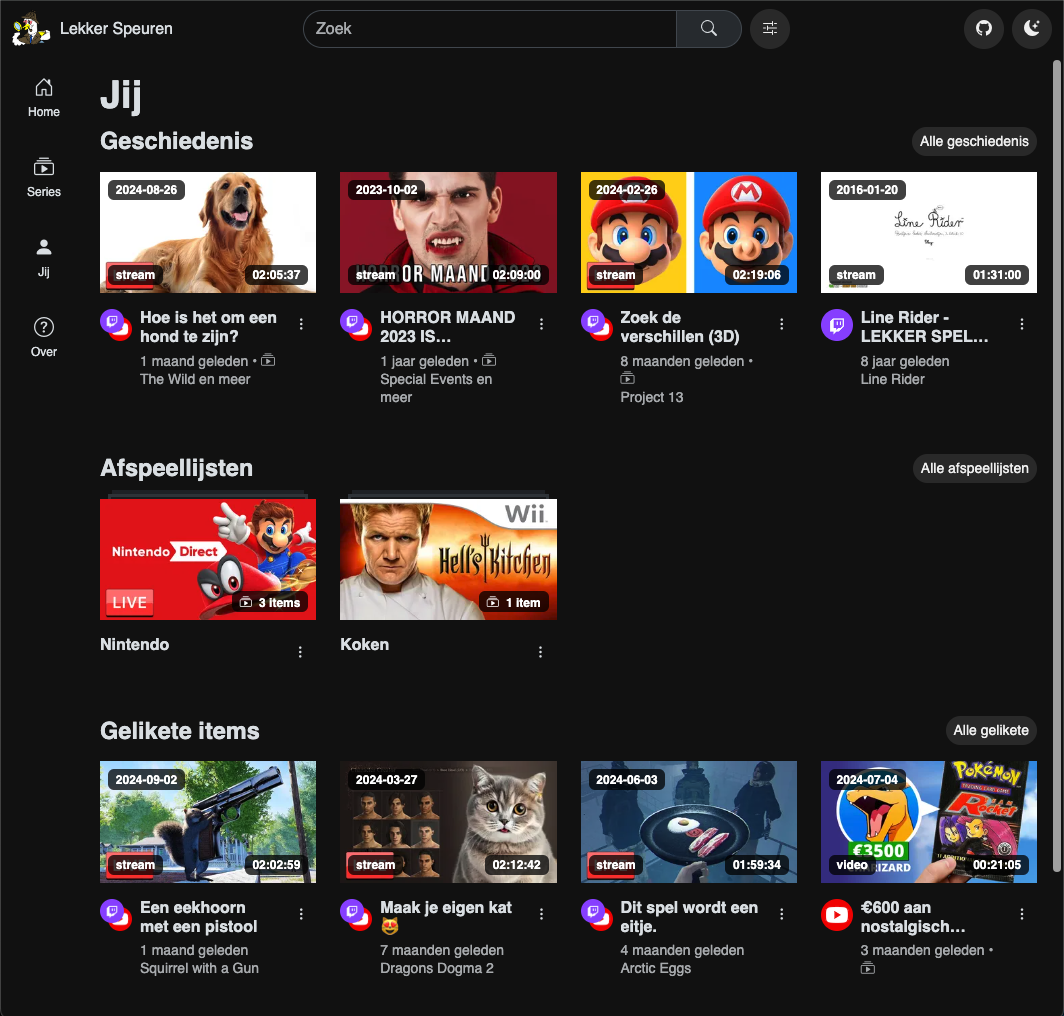 Lekker Speuren
Zoek
Home
Series
Jij
Over
Jij
Geschiedenis
Alle geschiedenis
2024-08-26
stream
02:05:37
Hoe is het om een
hond te zijn?
1 maand geleden •
The Wild en meer
2023-10-02
HORROR MAAND 2023
stream
02:09:00
HORROR MAAND
2023 IS...
1 jaar geleden •
Special Events en
meer
2024-02-26
stream
02:19:06
Zoek de
verschillen (3D)
8 maanden geleden •
Project 13
2016-01-20
Line Rider
stream
01:31:00
Line Rider -
LEKKER SPEL...
8 jaar geleden
Line Rider
Afspeellijsten
Alle afspeellijsten
Nintendo Direct
LIVE
3 items
Nintendo
Wii
Hell's Kitchen
1 item
Koken
Gelikete items
Alle gelikete
2024-09-02
stream
02:02:59
Een eekhoorn
met een pistool
1 maand geleden
Squirrel with a Gun
2024-03-27
stream
02:12:42
Maak je eigen kat
😻
7 maanden geleden
Dragons Dogma 2
2024-06-03
stream
01:59:34
Dit spel wordt een
eitje.
4 maanden geleden
Arctic Eggs
2024-07-04
POKéMON
TRADING CARD GAME
Rocket
€3500
video
00:21:05
€600 aan
nostalgisch...
3 maanden geleden •